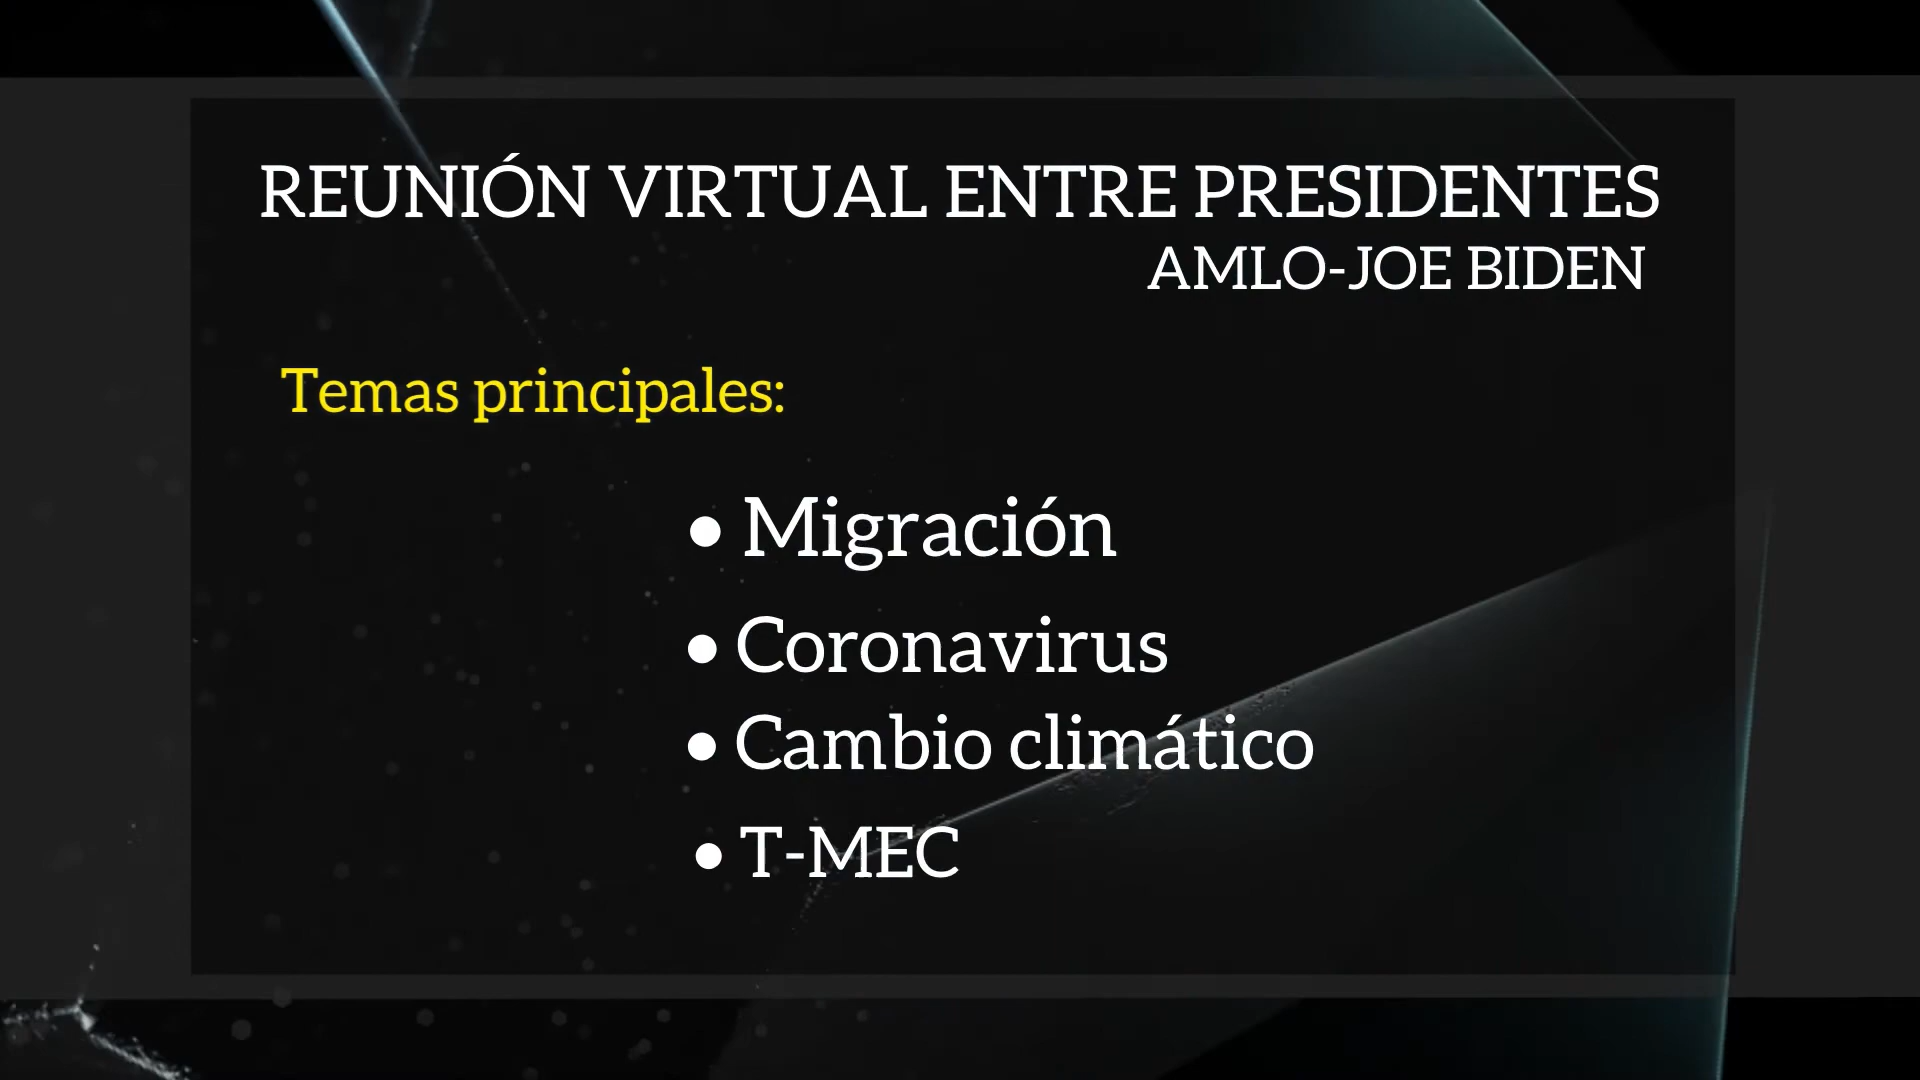 REUNIÓN VIRTUAL ENTRE PRESIDENTES
AMLO-JOE BIDEN
Temas principales:
● Migración
● Coronavirus
● Cambio climático
● T-MEC